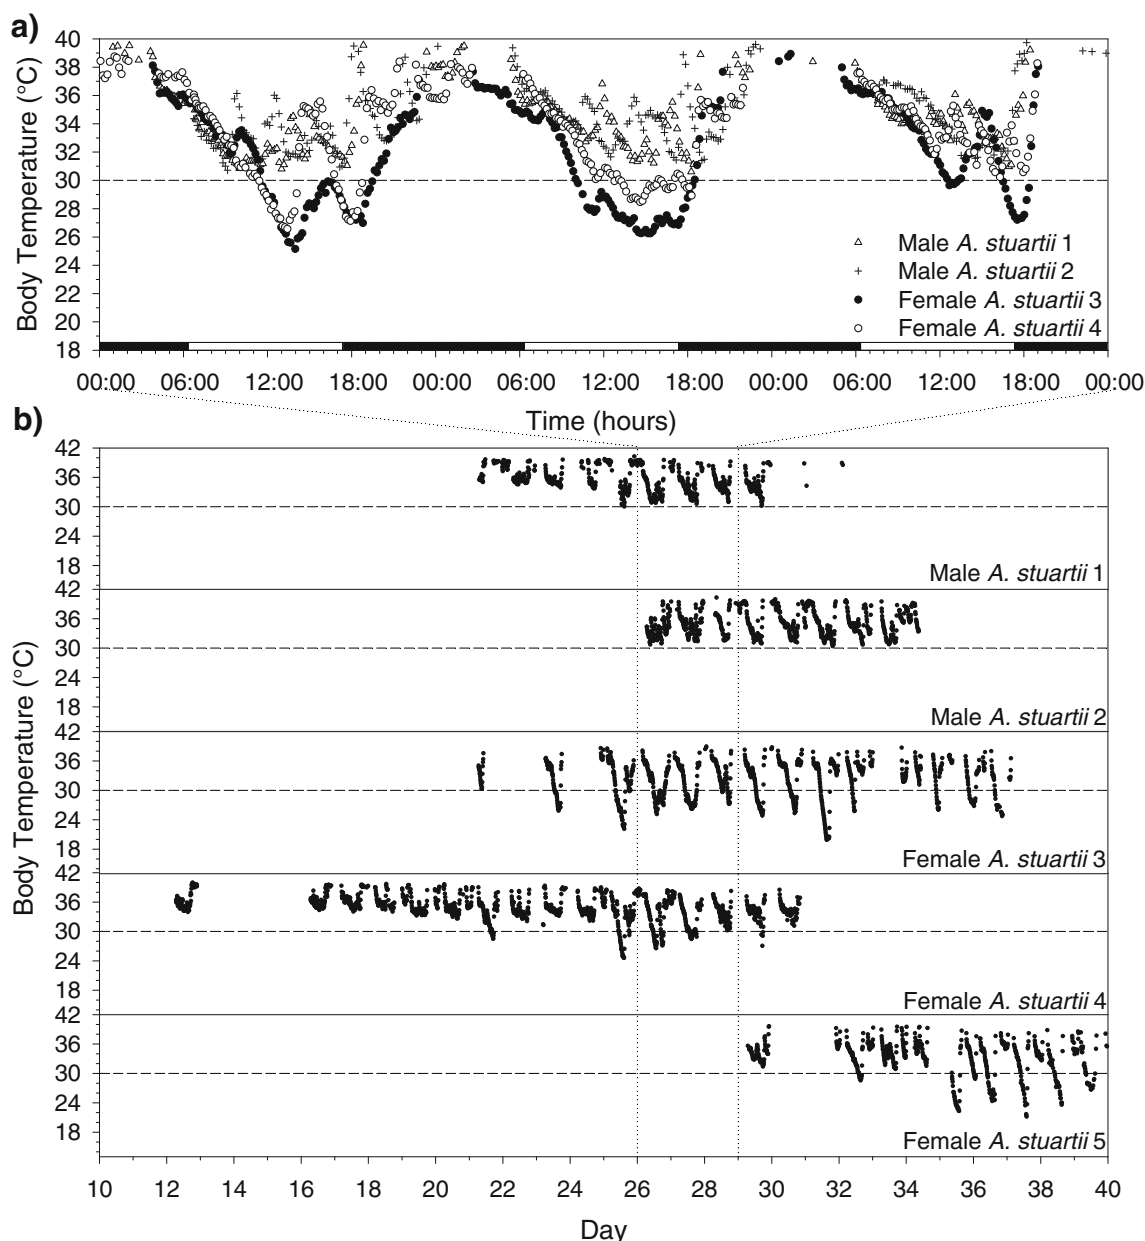 a)
40
38
36
34
32
30
28
26
24
22
20
18
Body Temperature (°C)
Male A. stuartii 1
Male A. stuartii 2
Female A. stuartii 3
Female A. stuartii 4
00:00 06:00 12:00 18:00 00:00 06:00 12:00 18:00 00:00 06:00 12:00 18:00 00:00
Time (hours)
b)
42
36
30
24
18
Male A. stuartii 1
42
36
30
24
18
Male A. stuartii 2
Body Temperature (°C)
42
36
30
24
18
Female A. stuartii 3
42
36
30
24
18
Female A. stuartii 4
42
36
30
24
18
Female A. stuartii 5
10 12 14 16 18 20 22 24 26 28 30 32 34 36 38 40
Day